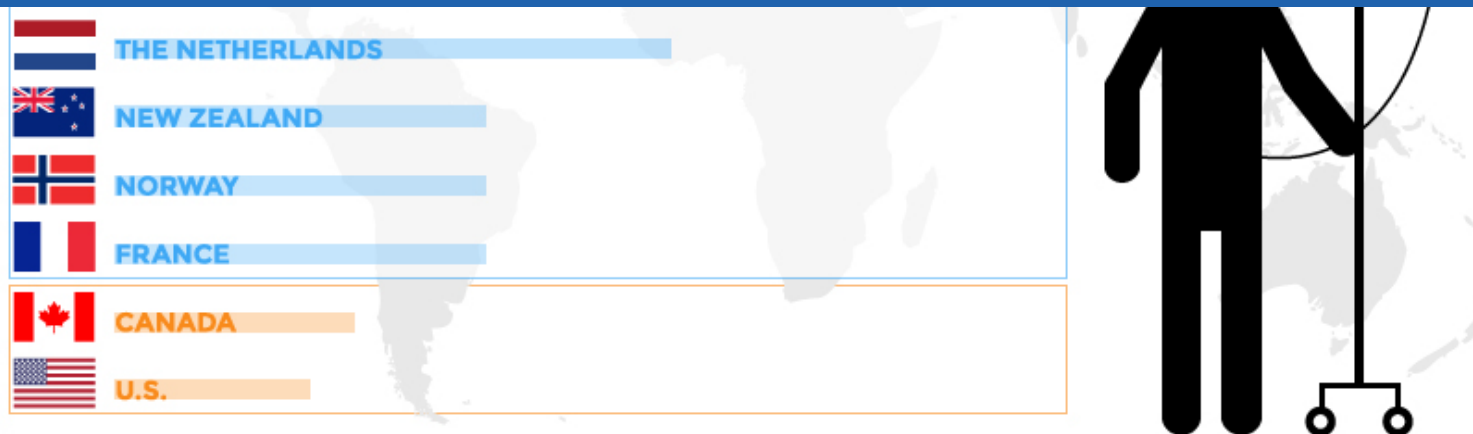 THE NETHERLANDS
NEW ZEALAND
NORWAY
FRANCE
CANADA
U.S.